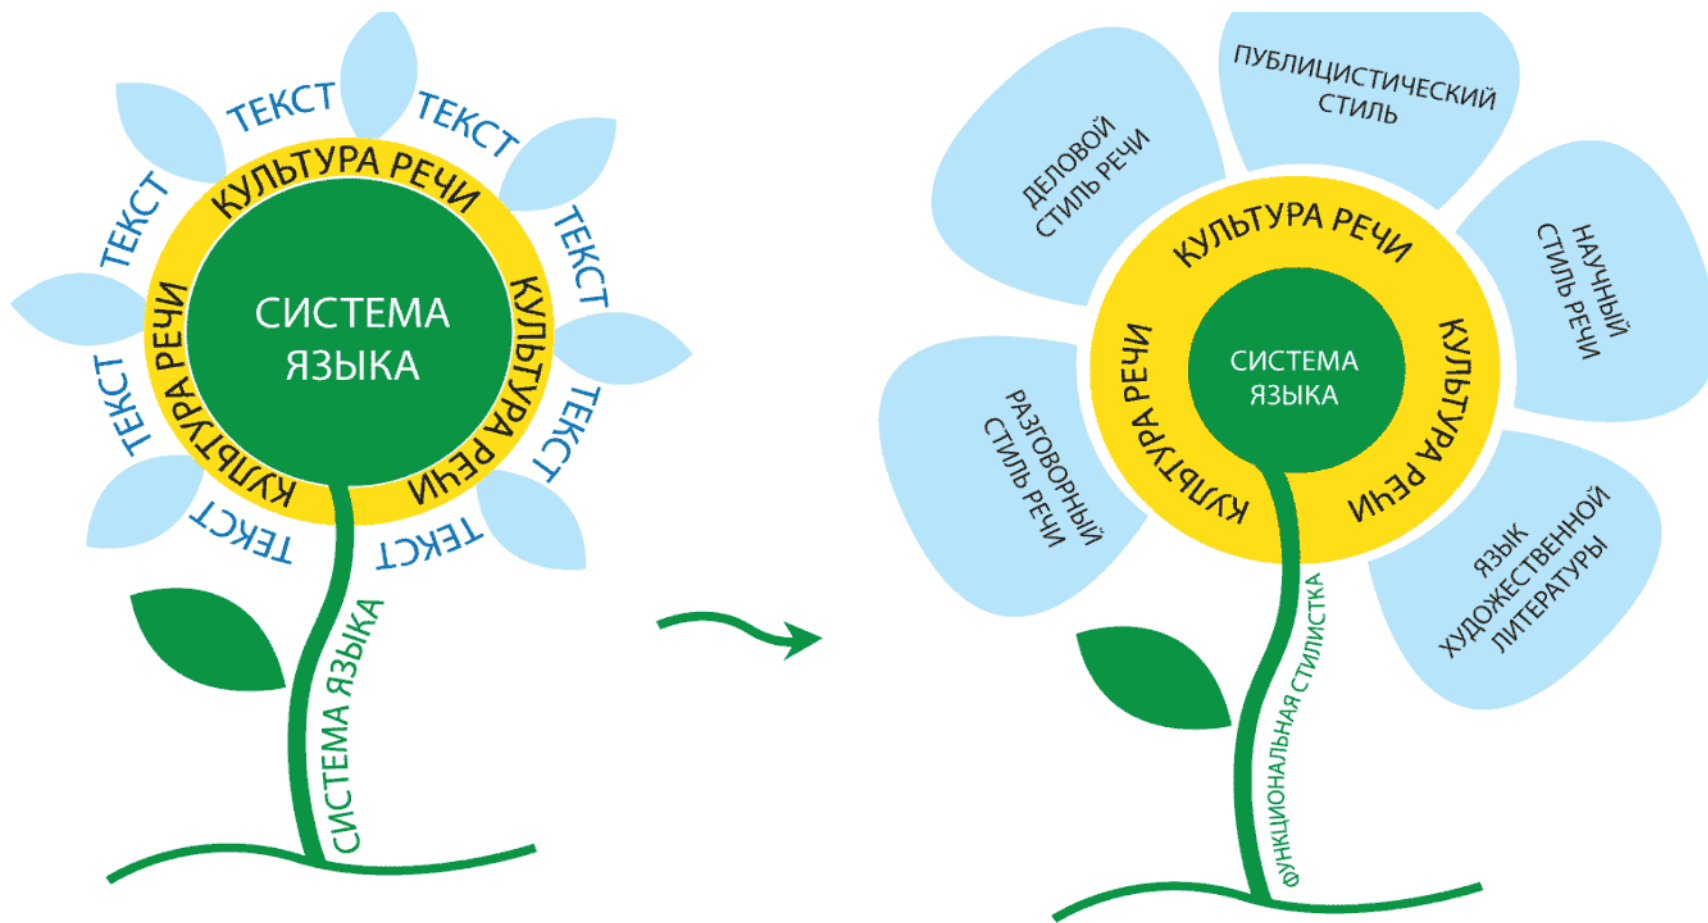 ТЕКСТ
ТЕКСТ
ТЕКСТ
ТЕКСТ
ТЕКСТ
ТЕКСТ
ТЕКСТ
ТЕКСТ
КУЛЬТУРА РЕЧИ
КУЛЬТУРА РЕЧИ
КУЛЬТУРА РЕЧИ
СИСТЕМА
ЯЗЫКА
СИСТЕМА ЯЗЫКА
РАЗГОВОРНЫЙ
СТИЛЬ РЕЧИ
ДЕЛОВОЙ
СТИЛЬ РЕЧИ
ПУБЛИЦИСТИЧЕСКИЙ
СТИЛЬ
НАУЧНЫЙ
СТИЛЬ РЕЧИ
ЯЗЫК
ХУДОЖЕСТВЕННОЙ
ЛИТЕРАТУРЫ
КУЛЬТУРА РЕЧИ
КУЛЬТУРА РЕЧИ
КУЛЬТУРА РЕЧИ
СИСТЕМА
ЯЗЫКА
ФУНКЦИОНАЛЬНАЯ СТИЛИСТКА